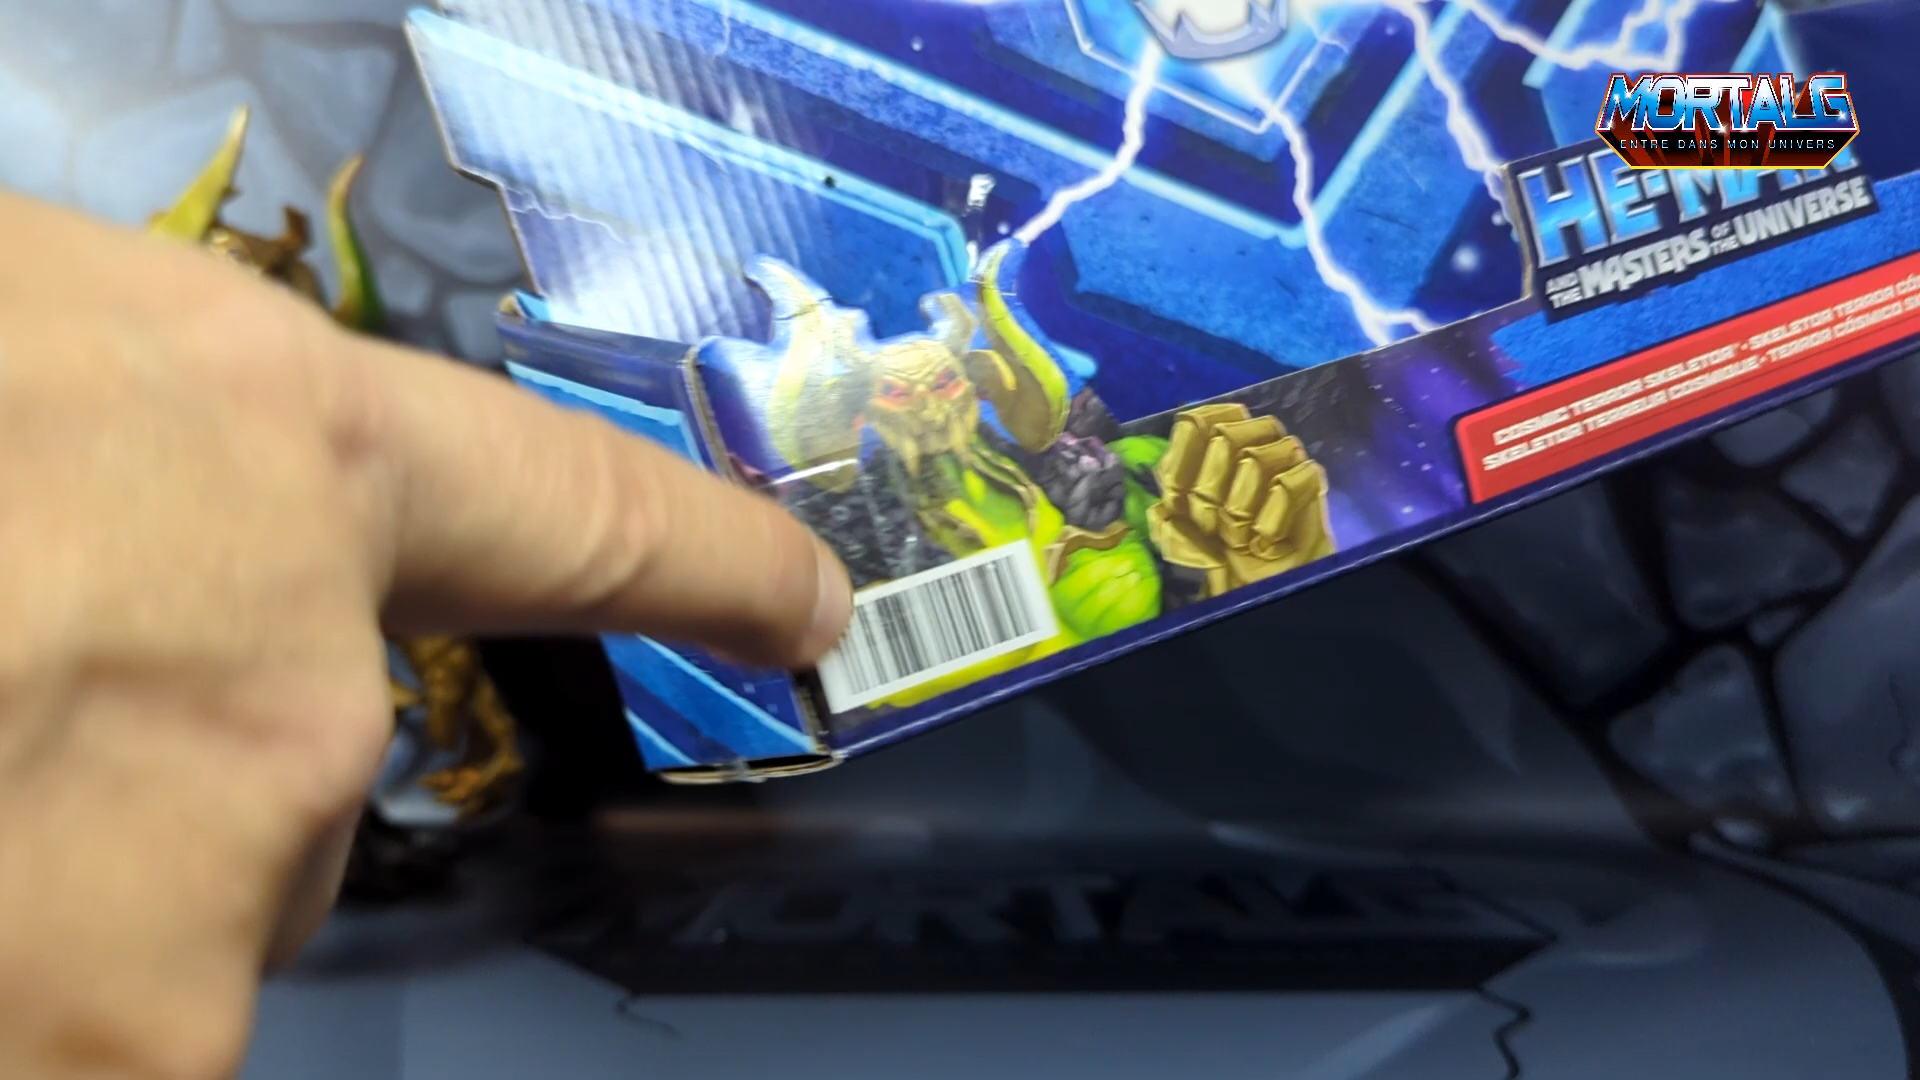 MORTALG
ENTRE DANS MON UNIVERS
HE-MAN
AND THE MASTERS OF THE UNIVERSE
COSMIC TERROR SKELETOR • SKELETOR TERROR
SKELETOR TERREUR COSMIQUE • TERROR CÓSMICO
MORTALG